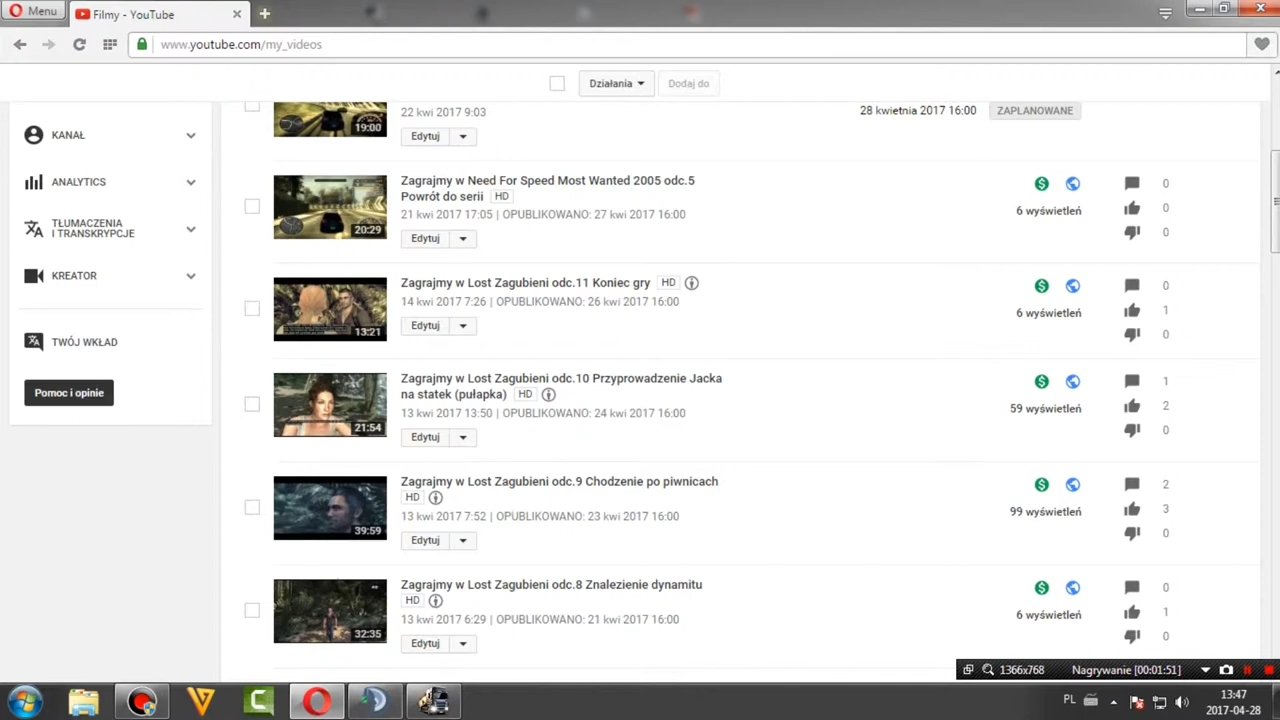 Menu
Filmy - YouTube
www.youtube.com/my_videos
Działania
Dodaj do
KANAŁ
ANALYTICS
TŁUMACZENIA
I TRANSKRYPCJE
KREATOR
TWÓJ WKŁAD
Pomoc i opinie
19:00
22 kwi 2017 9:03
28 kwietnia 2017 16:00
ZAPLANOWANE
Edytuj
Zagrajmy w Need For Speed Most Wanted 2005 odc.5
Powrót do serii HD
21 kwi 2017 17:05 | OPUBLIKOWANO: 27 kwi 2017 16:00
20:29
Edytuj
6 wyświetleń
0
0
0
Zagrajmy w Lost Zagubieni odc.11 Koniec gry HD
14 kwi 2017 7:26 | OPUBLIKOWANO: 26 kwi 2017 16:00
13:21
Edytuj
6 wyświetleń
0
1
0
Zagrajmy w Lost Zagubieni odc.10 Przyprowadzenie Jacka
na statek (pułapka) HD
13 kwi 2017 13:50 | OPUBLIKOWANO: 24 kwi 2017 16:00
21:54
Edytuj
59 wyświetleń
1
2
0
Zagrajmy w Lost Zagubieni odc.9 Chodzenie po piwnicach
HD
13 kwi 2017 7:52 | OPUBLIKOWANO: 23 kwi 2017 16:00
39:59
Edytuj
99 wyświetleń
2
3
0
Zagrajmy w Lost Zagubieni odc.8 Znalezienie dynamitu
HD
13 kwi 2017 6:29 | OPUBLIKOWANO: 21 kwi 2017 16:00
32:35
Edytuj
6 wyświetleń
0
1
0
1366x768
Nagrywanie [00:01:51]
PL
13:47
2017-04-28